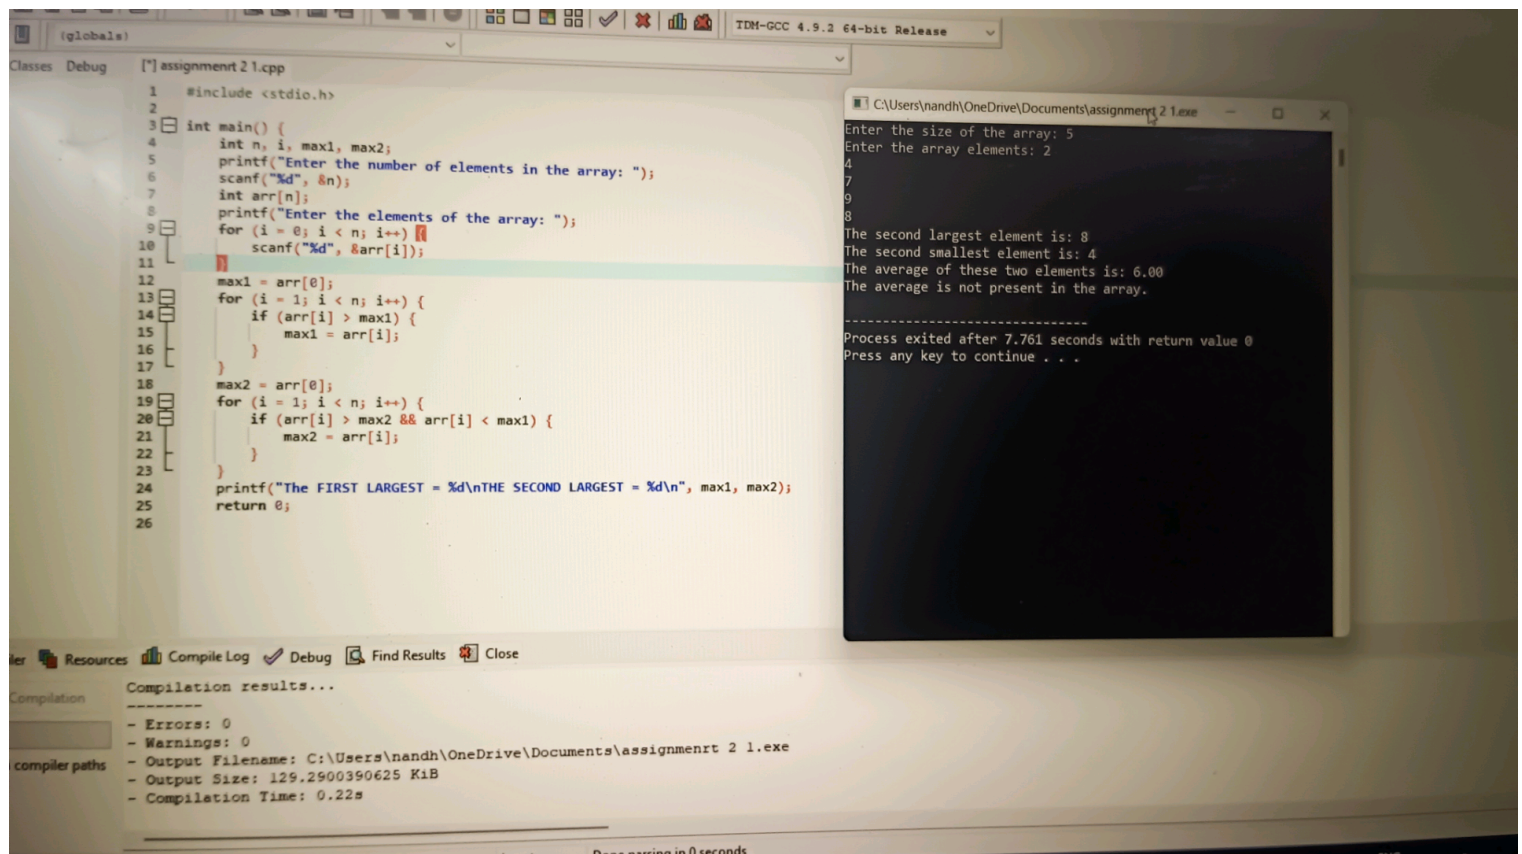 TDM-GCC 4.9.2 64-bit Release
(globals)
Classes Debug
[*] assignmenrt 2 1.cpp
1 #include <stdio.h>
2
3 int main() {
4 int n, i, max1, max2;
5 printf("Enter the number of elements in the array: ");
6 scanf("%d", &n);
7 int arr[n];
8 printf("Enter the elements of the array: ");
9 for (i = 0; i < n; i++) {
10 scanf("%d", &arr[i]);
11 }
12 max1 = arr[0];
13 for (i = 1; i < n; i++) {
14 if (arr[i] > max1) {
15 max1 = arr[i];
16 }
17 }
18 max2 = arr[0];
19 for (i = 1; i < n; i++) {
20 if (arr[i] > max2 && arr[i] < max1) {
21 max2 = arr[i];
22 }
23 }
24 printf("The FIRST LARGEST = %d\nTHE SECOND LARGEST = %d\n", max1, max2);
25 return 0;
26
C:\Users\nandh\OneDrive\Documents\assignmenrt 2 1.exe
Enter the size of the array: 5
Enter the array elements: 2
4
7
9
8
The second largest element is: 8
The second smallest element is: 4
The average of these two elements is: 6.00
The average is not present in the array.
--------------------------------
Process exited after 7.761 seconds with return value 0
Press any key to continue . . .
ler Resources Compile Log Debug Find Results Close
Compilation
compiler paths
Compilation results...
--------
- Errors: 0
- Warnings: 0
- Output Filename: C:\Users\nandh\OneDrive\Documents\assignmenrt 2 1.exe
- Output Size: 129.2900390625 KiB
- Compilation Time: 0.22s
Done parsing in 0 seconds